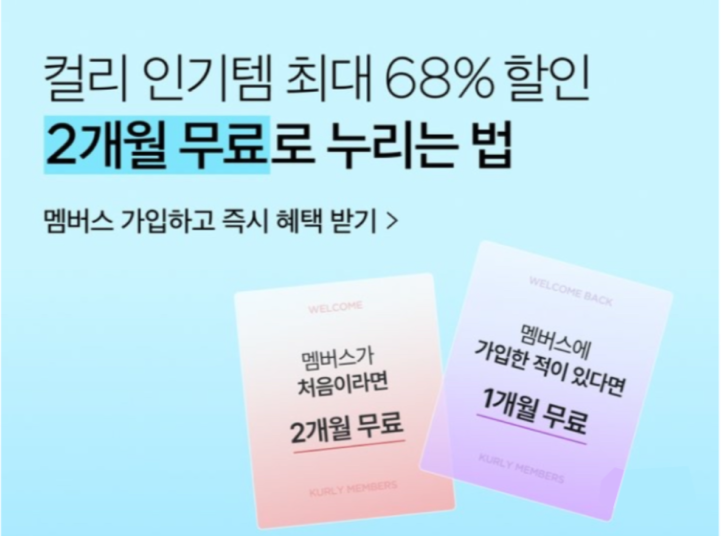 컬리 인기템 최대 68% 할인
2개월 무료로 누리는 법
멤버스 가입하고 즉시 혜택 받기 >
WELCOME
멤버스가
처음이라면
2개월 무료
KURLY MEMBERS
WELCOME BACK
멤버스에
가입한 적이 있다면
1개월 무료
KURLY MEMBERS